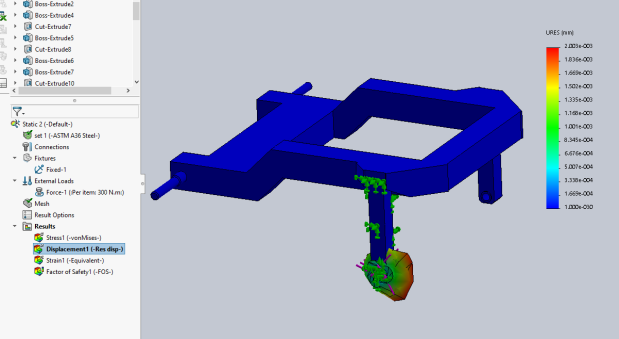 Boss-Extrude2
Boss-Extrude4
Cut-Extrude7
Boss-Extrude5
Cut-Extrude8
Boss-Extrude6
Boss-Extrude7
Cut-Extrude10
Static 2 (-Default-)
set 1 (-ASTM A36 Steel-)
Connections
Fixtures
Fixed-1
External Loads
Force-1 (:Per item: 300 N.m:)
Mesh
Result Options
Results
Stress1 (-vonMises-)
Displacement1 (-Res disp-)
Strain1 (-Equivalent-)
Factor of Safety1 (-FOS-)
URES (mm)
2.003e-003
1.836e-003
1.669e-003
1.502e-003
1.335e-003
1.168e-003
1.001e-003
8.346e-004
6.677e-004
5.007e-004
3.338e-004
1.669e-004
1.000e-030